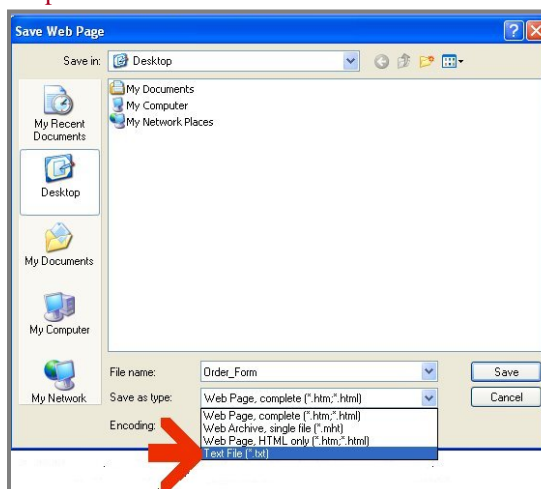 Save Web Page
Save in:
Desktop
My Documents
My Computer
My Network Places
My Recent
Documents
Desktop
My Documents
My Computer
My Network
File name:
Order_Form
Save
Save as type:
Web Page, complete (*.htm;*.html)
Cancel
Encoding:
Web Page, complete (*.htm;*.html)
Web Archive, single file (*.mht)
Web Page, HTML only (*.htm;*.html)
Text File (*.txt)